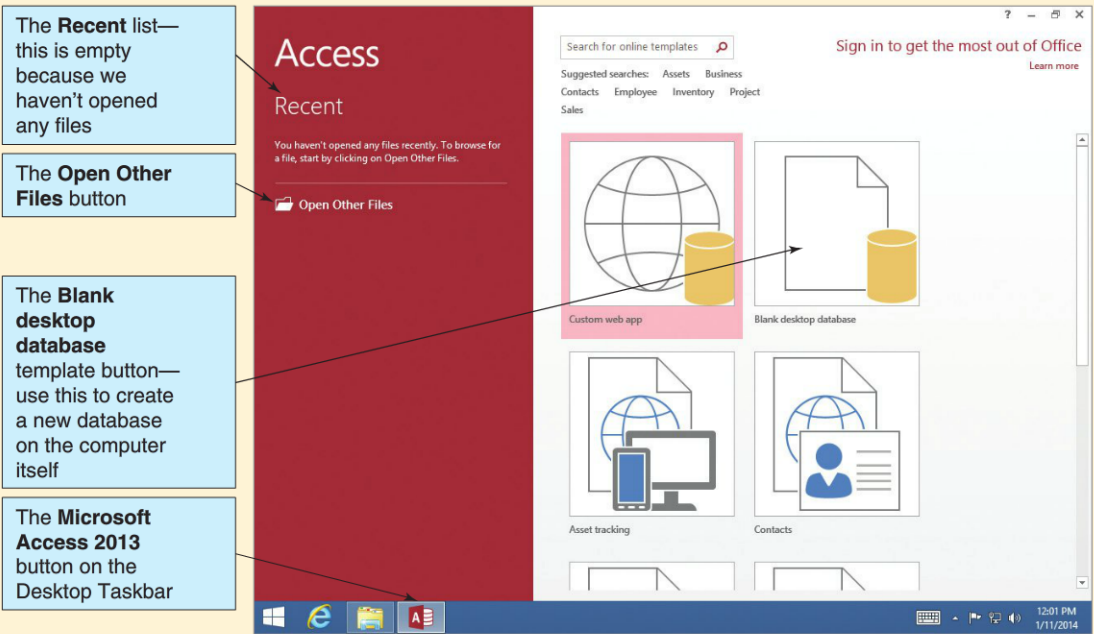 The Recent list—
this is empty
because we
haven't opened
any files
The Open Other
Files button
The Blank
desktop
database
template button—
use this to create
a new database
on the computer
itself
The Microsoft
Access 2013
button on the
Desktop Taskbar
Access
Recent
You haven't opened any files recently. To browse for
a file, start by clicking on Open Other Files.
Open Other Files
?
Search for online templates
Sign in to get the most out of Office
Learn more
Suggested searches: Assets Business
Contacts Employee Inventory Project
Sales
Custom web app
Blank desktop database
Asset tracking
Contacts
A
12:01 PM
1/11/2014